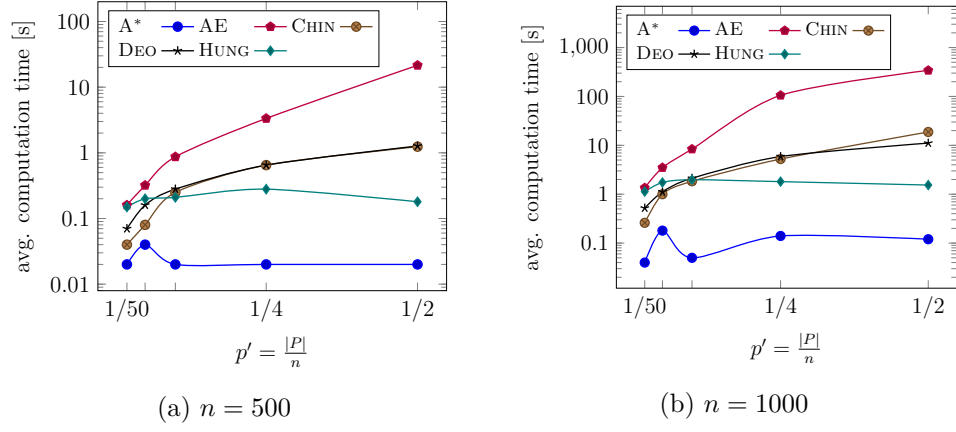 100
10
1
0.1
0.01
avg. computation time [s]
A* AE CHIN
DEO HUNG
1/50 1/4 1/2
p′ = |P|/n
(a) n = 500
1,000
100
10
1
0.1
avg. computation time [s]
A* AE CHIN
DEO HUNG
1/50 1/4 1/2
p′ = |P|/n
(b) n = 1000